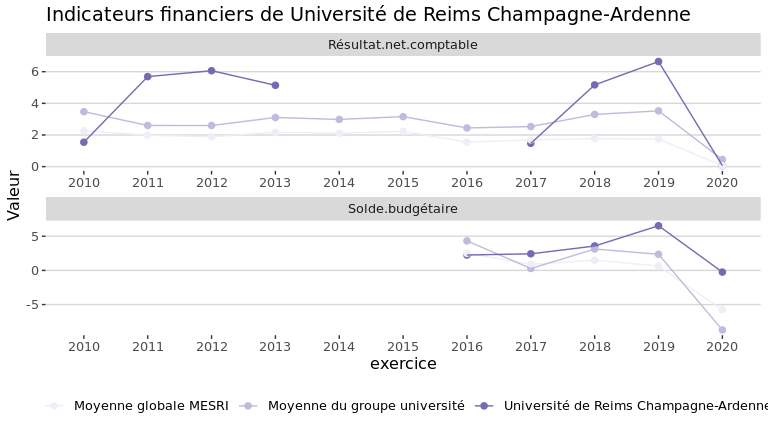 Indicateurs financiers de Université de Reims Champagne-Ardenne
Résultat.net.comptable
6
4
2
0
2010 2011 2012 2013 2014 2015 2016 2017 2018 2019 2020
Valeur
Solde.budgétaire
5
0
-5
2010 2011 2012 2013 2014 2015 2016 2017 2018 2019 2020
exercice
Moyenne globale MESRI Moyenne du groupe université Université de Reims Champagne-Ardenne